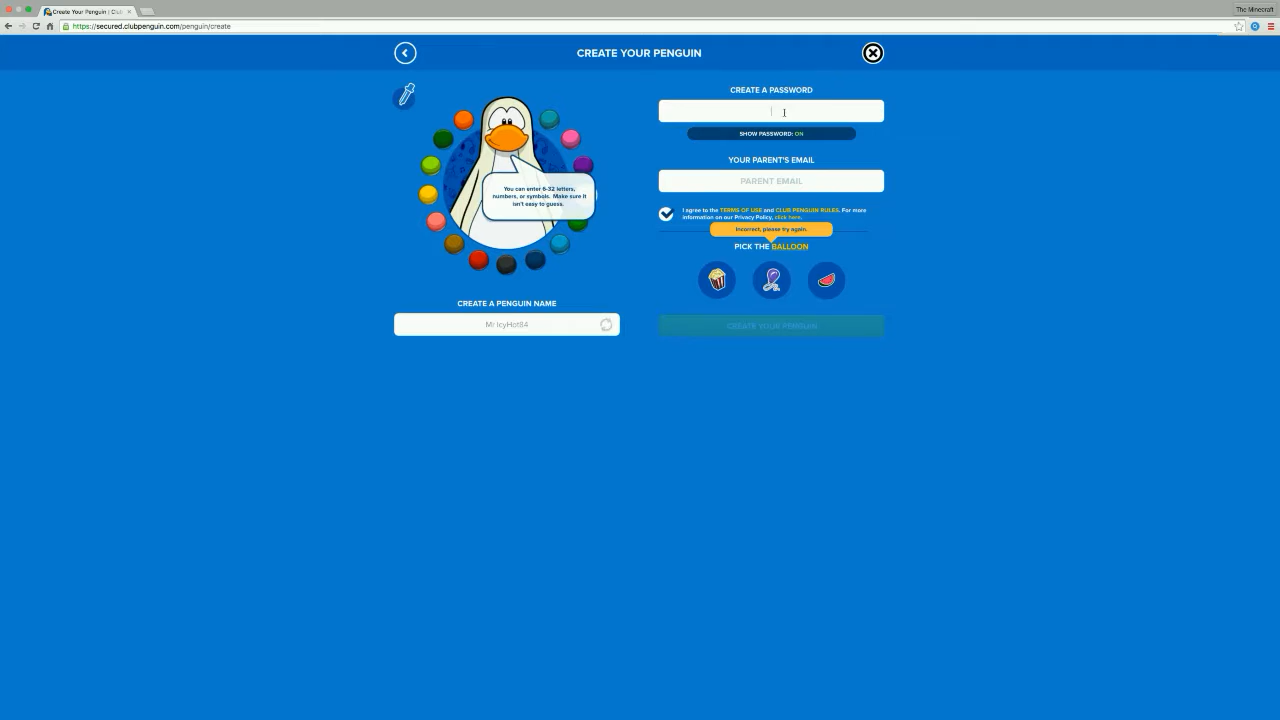 Create Your Penguin | Club
The Minecraft
https://secured.clubpenguin.com/penguin/create
CREATE YOUR PENGUIN
CREATE A PASSWORD
SHOW PASSWORD: ON
YOUR PARENT'S EMAIL
PARENT EMAIL
I agree to the TERMS OF USE and CLUB PENGUIN RULES. For more
information on our Privacy Policy, click here.
Incorrect, please try again.
PICK THE BALLOON
CREATE YOUR PENGUIN
You can enter 6-32 letters,
numbers, or symbols. Make sure it
isn't easy to guess.
CREATE A PENGUIN NAME
Mr IcyHot84